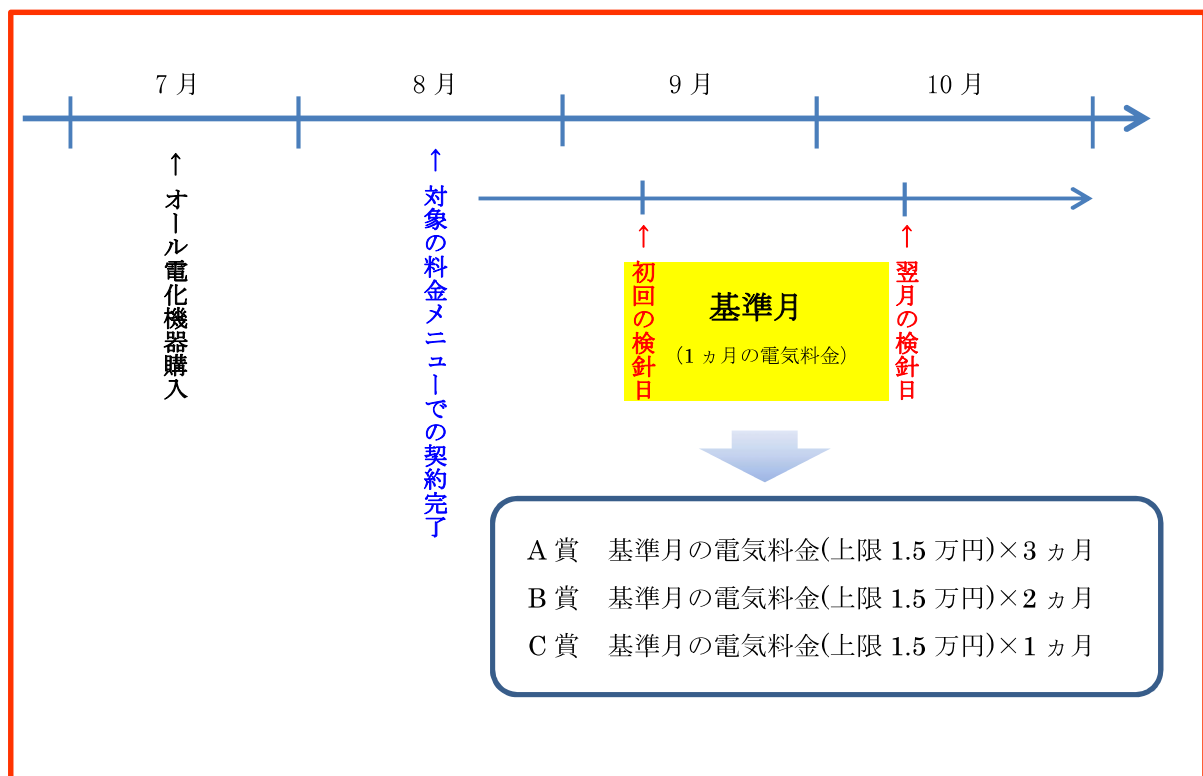 7月
8月
9月
10月
↑オール電化機器購入
↑対象の料金メニューでの契約完了
↑初回の検針日
基準月
(1ヵ月の電気料金)
↑翌月の検針日
A賞 基準月の電気料金(上限1.5万円)×3ヵ月
B賞 基準月の電気料金(上限1.5万円)×2ヵ月
C賞 基準月の電気料金(上限1.5万円)×1ヵ月